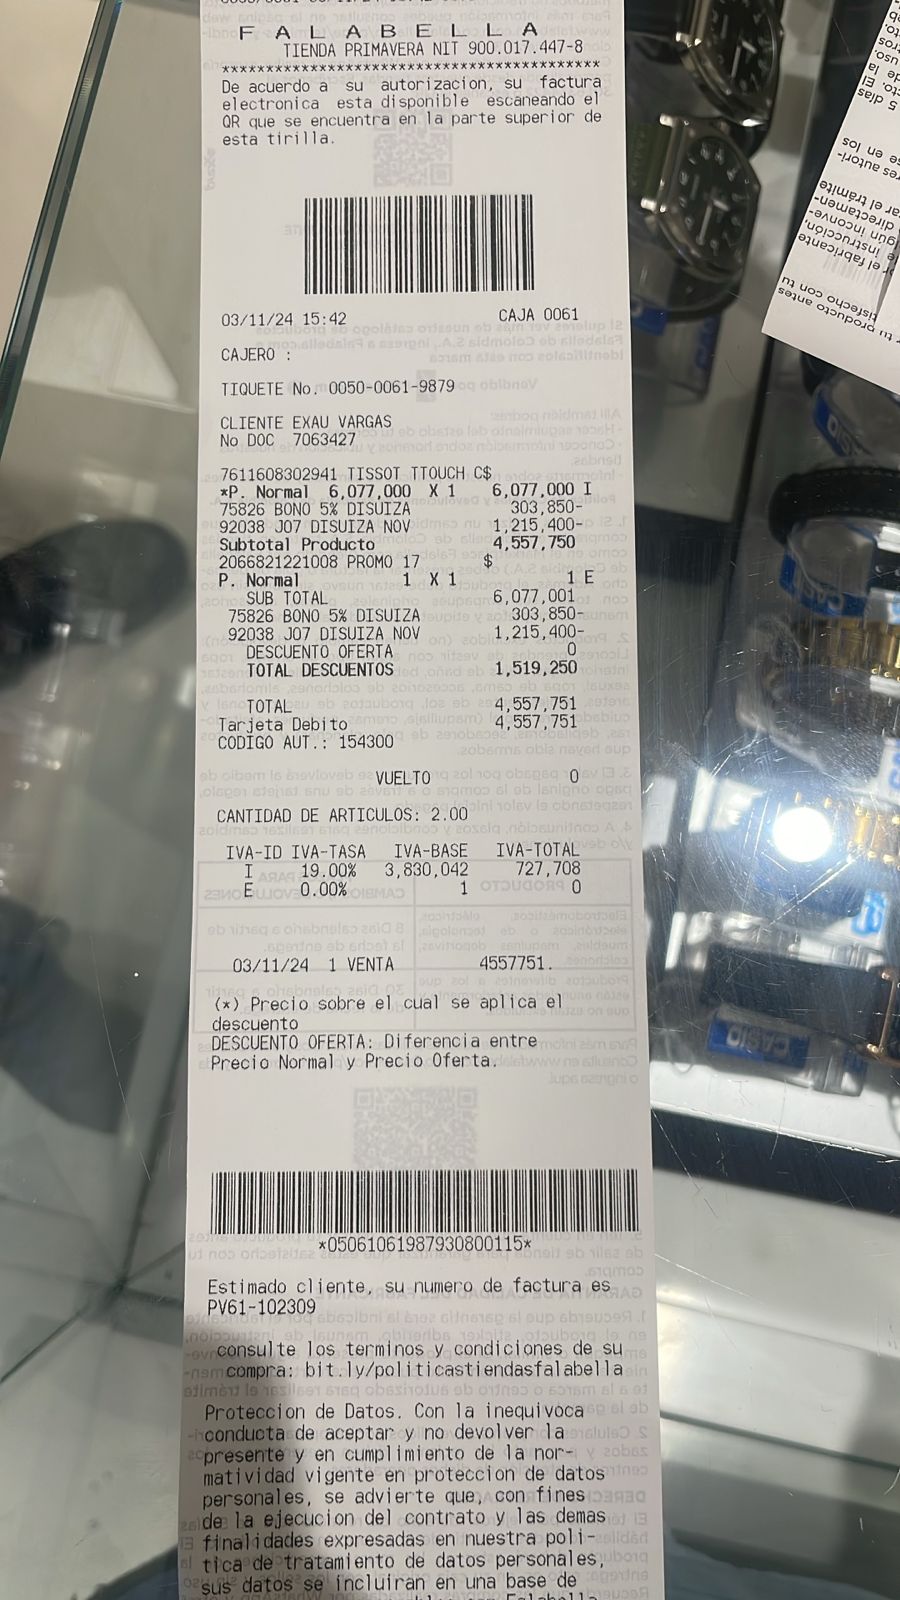 F A L A B E L L A
TIENDA PRIMAVERA NIT 900.017.447-8
*******************************************
De acuerdo a su autorizacion, su factura
electronica esta disponible escaneando el
QR que se encuentra en la parte superior de
esta tirilla.
03/11/24 15:42 CAJA 0061
CAJERO :
TIQUETE No. 0050-0061-9879
CLIENTE EXAU VARGAS
No DOC 7063427
7611608302941 TISSOT TTOUCH C$
*P. Normal 6,077,000 X 1 6,077,000 I
75826 BONO 5% DISUIZA 303,850-
92038 J07 DISUIZA NOV 1,215,400-
Subtotal Producto 4,557,750
2066821221008 PROMO 17 $
P. Normal 1 X 1 1 E
SUB TOTAL 6,077,001
75826 BONO 5% DISUIZA 303,850-
92038 J07 DISUIZA NOV 1,215,400-
DESCUENTO OFERTA 0
TOTAL DESCUENTOS 1,519,250
TOTAL 4,557,751
Tarjeta Debito 4,557,751
CODIGO AUT.: 154300
VUELTO 0
CANTIDAD DE ARTICULOS: 2.00
IVA-ID IVA-TASA IVA-BASE IVA-TOTAL
I 19.00% 3,830,042 727,708
E 0.00% 1 0
03/11/24 1 VENTA 4557751.
(*) Precio sobre el cual se aplica el
descuento
DESCUENTO OFERTA: Diferencia entre
Precio Normal y Precio Oferta.
*05061061987930800115*
Estimado cliente, su numero de factura es
PV61-102309
consulte los terminos y condiciones de su
compra: bit.ly/politicastiendasfalabella
Proteccion de Datos. Con la inequivoca
conducta de aceptar y no devolver la
presente y en cumplimiento de la nor-
matividad vigente en proteccion de datos
personales, se advierte que, con fines
de la ejecucion del contrato y las demas
finalidades expresadas en nuestra poli-
tica de tratamiento de datos personales,
sus datos se incluiran en una base de
CASIO
CASIO